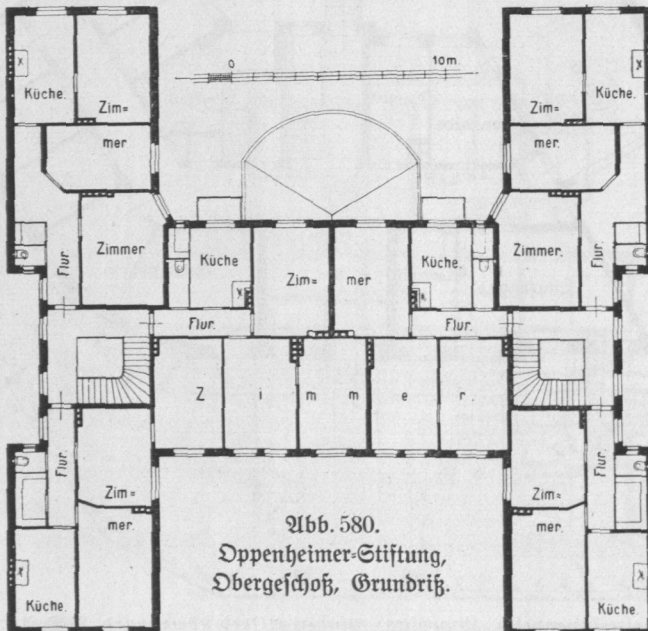 0 10m.
Küche. Zim= Zim= Küche.
mer. mer.
Zimmer Zimmer.
Flur. Flur.
Küche Zim= mer. Küche.
Flur. Flur.
Z i m m e r.
Flur. Flur.
Zim= Zim=
mer. mer.
Küche. Küche.
Abb. 580.
Oppenheimer-Stiftung,
Obergeschoß, Grundriß.